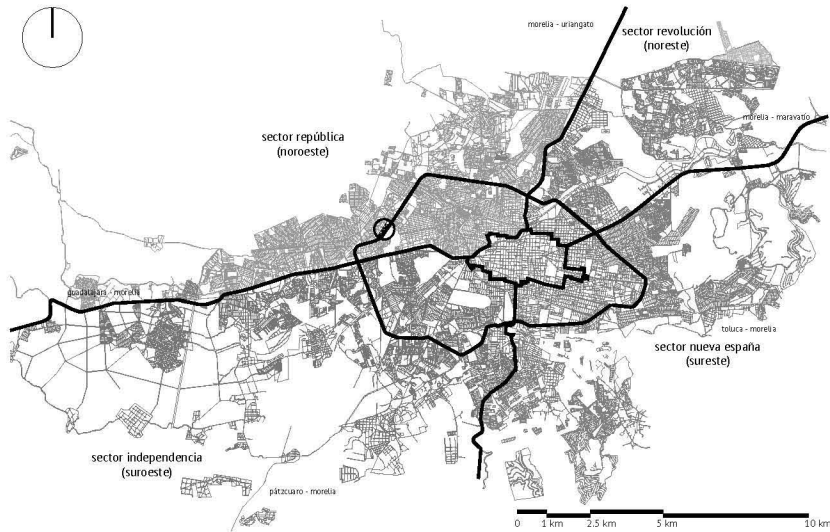 morelia - uriangato
sector revolución
(noreste)
morelia - maravatío
sector república
(noroeste)
guadalajara - morelia
toluca - morelia
sector nueva españa
(sureste)
sector independencia
(suroeste)
pátzcuaro - morelia
0 1 km 2.5 km 5 km 10 km